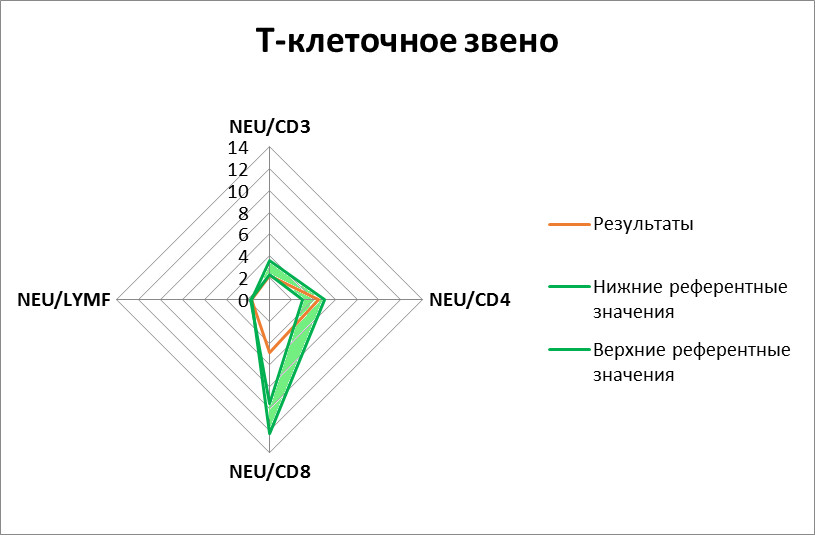 Т-клеточное звено
NEU/CD3
14
12
10
8
6
4
2
0
NEU/LYMF
NEU/CD4
NEU/CD8
Результаты
Нижние референтные
значения
Верхние референтные
значения